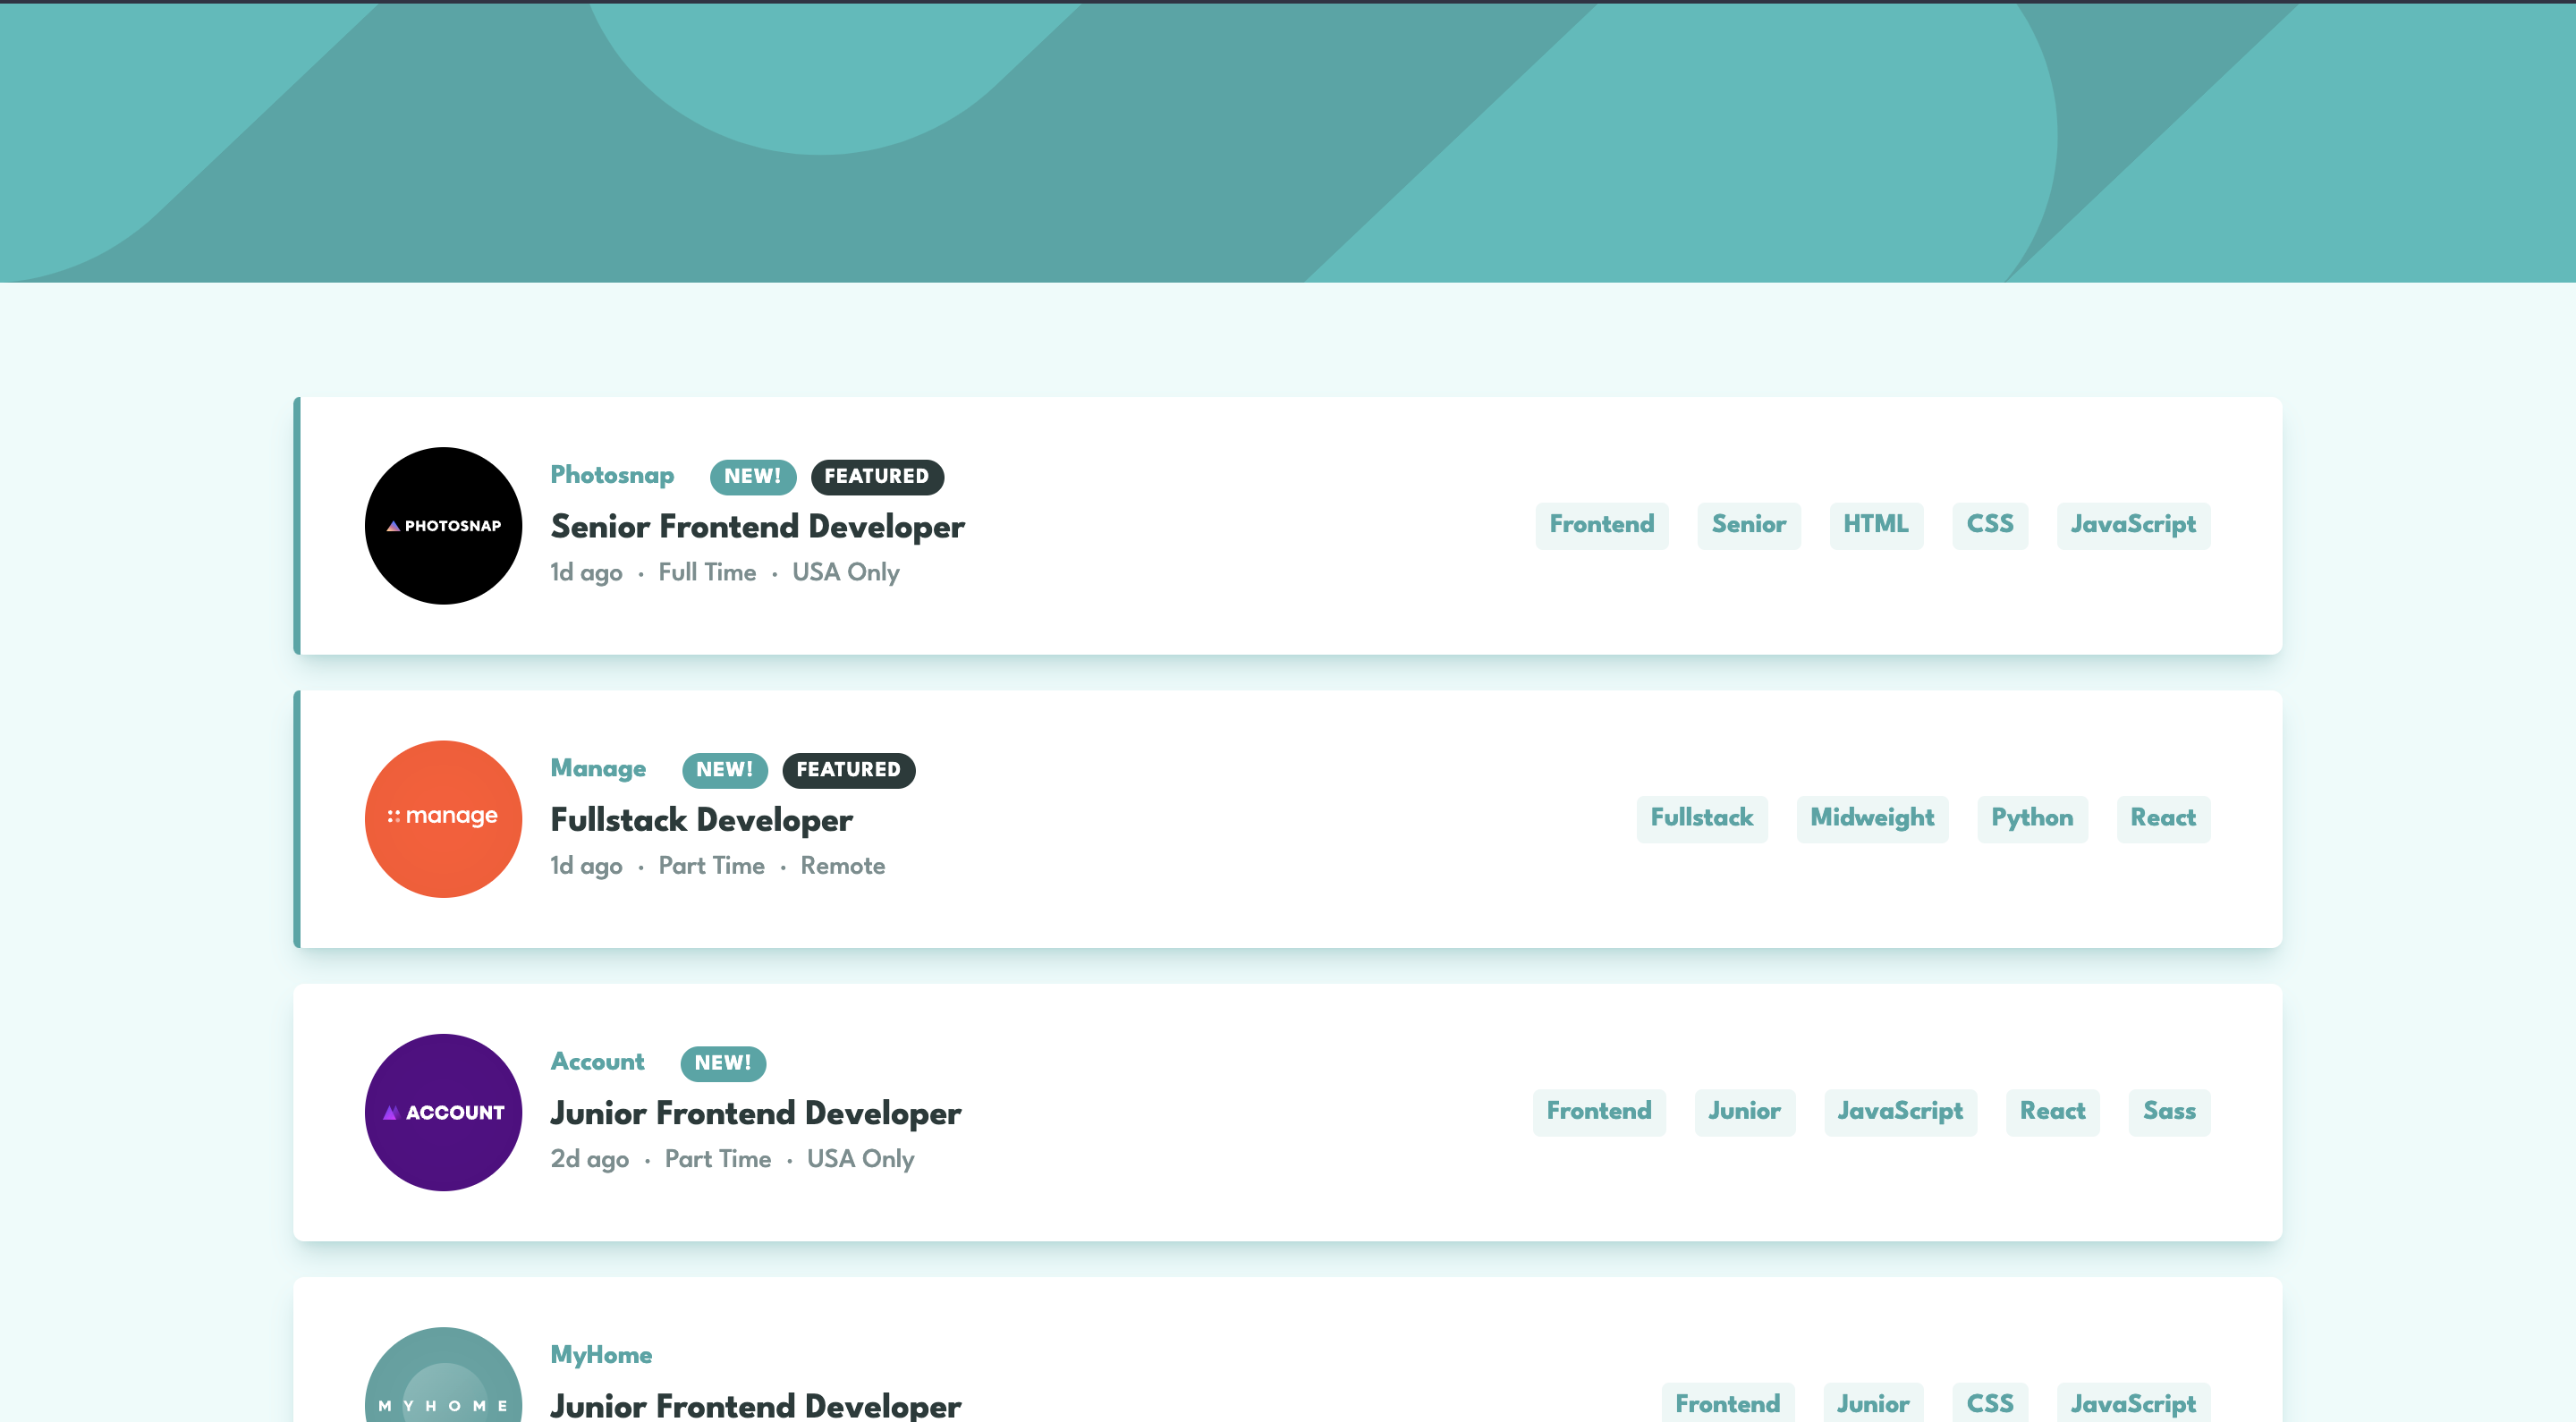 PHOTOSNAP
Photosnap NEW! FEATURED
Senior Frontend Developer
1d ago · Full Time · USA Only
Frontend Senior HTML CSS JavaScript
manage
Manage NEW! FEATURED
Fullstack Developer
1d ago · Part Time · Remote
Fullstack Midweight Python React
ACCOUNT
Account NEW!
Junior Frontend Developer
2d ago · Part Time · USA Only
Frontend Junior JavaScript React Sass
MYHOME
MyHome
Junior Frontend Developer
Frontend Junior CSS JavaScript